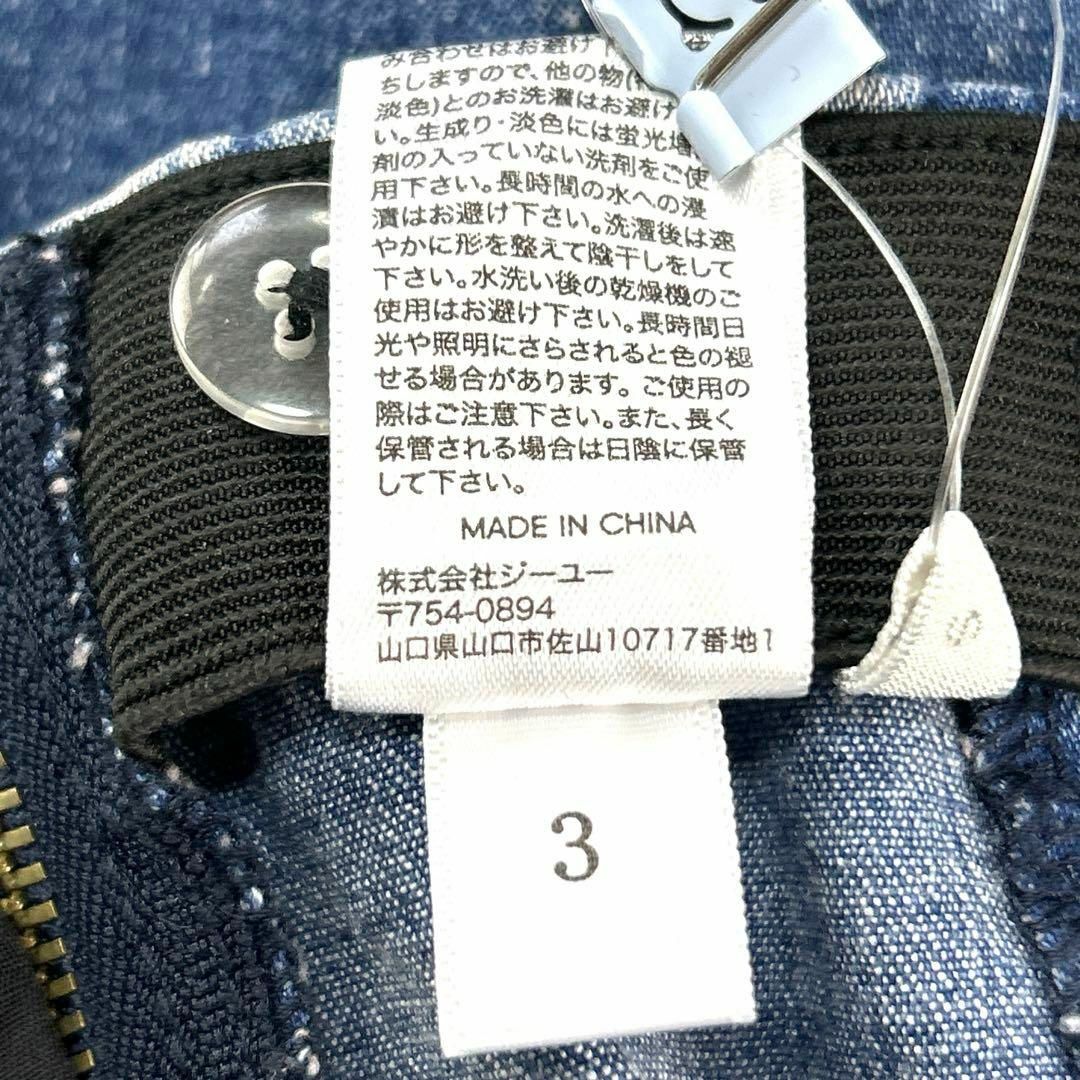 み合わせはお避け下
ちしますので、他の物(
淡色)とのお洗濯はお避け
い。生成り・淡色には蛍光増
剤の入っていない洗剤をご使
用下さい。長時間の水への浸
漬はお避け下さい。洗濯後は速
やかに形を整えて陰干しをして
下さい。水洗い後の乾燥機のご
使用はお避け下さい。長時間日
光や照明にさらされると色の褪
せる場合があります。ご使用の
際はご注意下さい。また、長く
保管される場合は日陰に保管
して下さい。
MADE IN CHINA
株式会社ジーユー
〒754-0894
山口県山口市佐山10717番地1
3